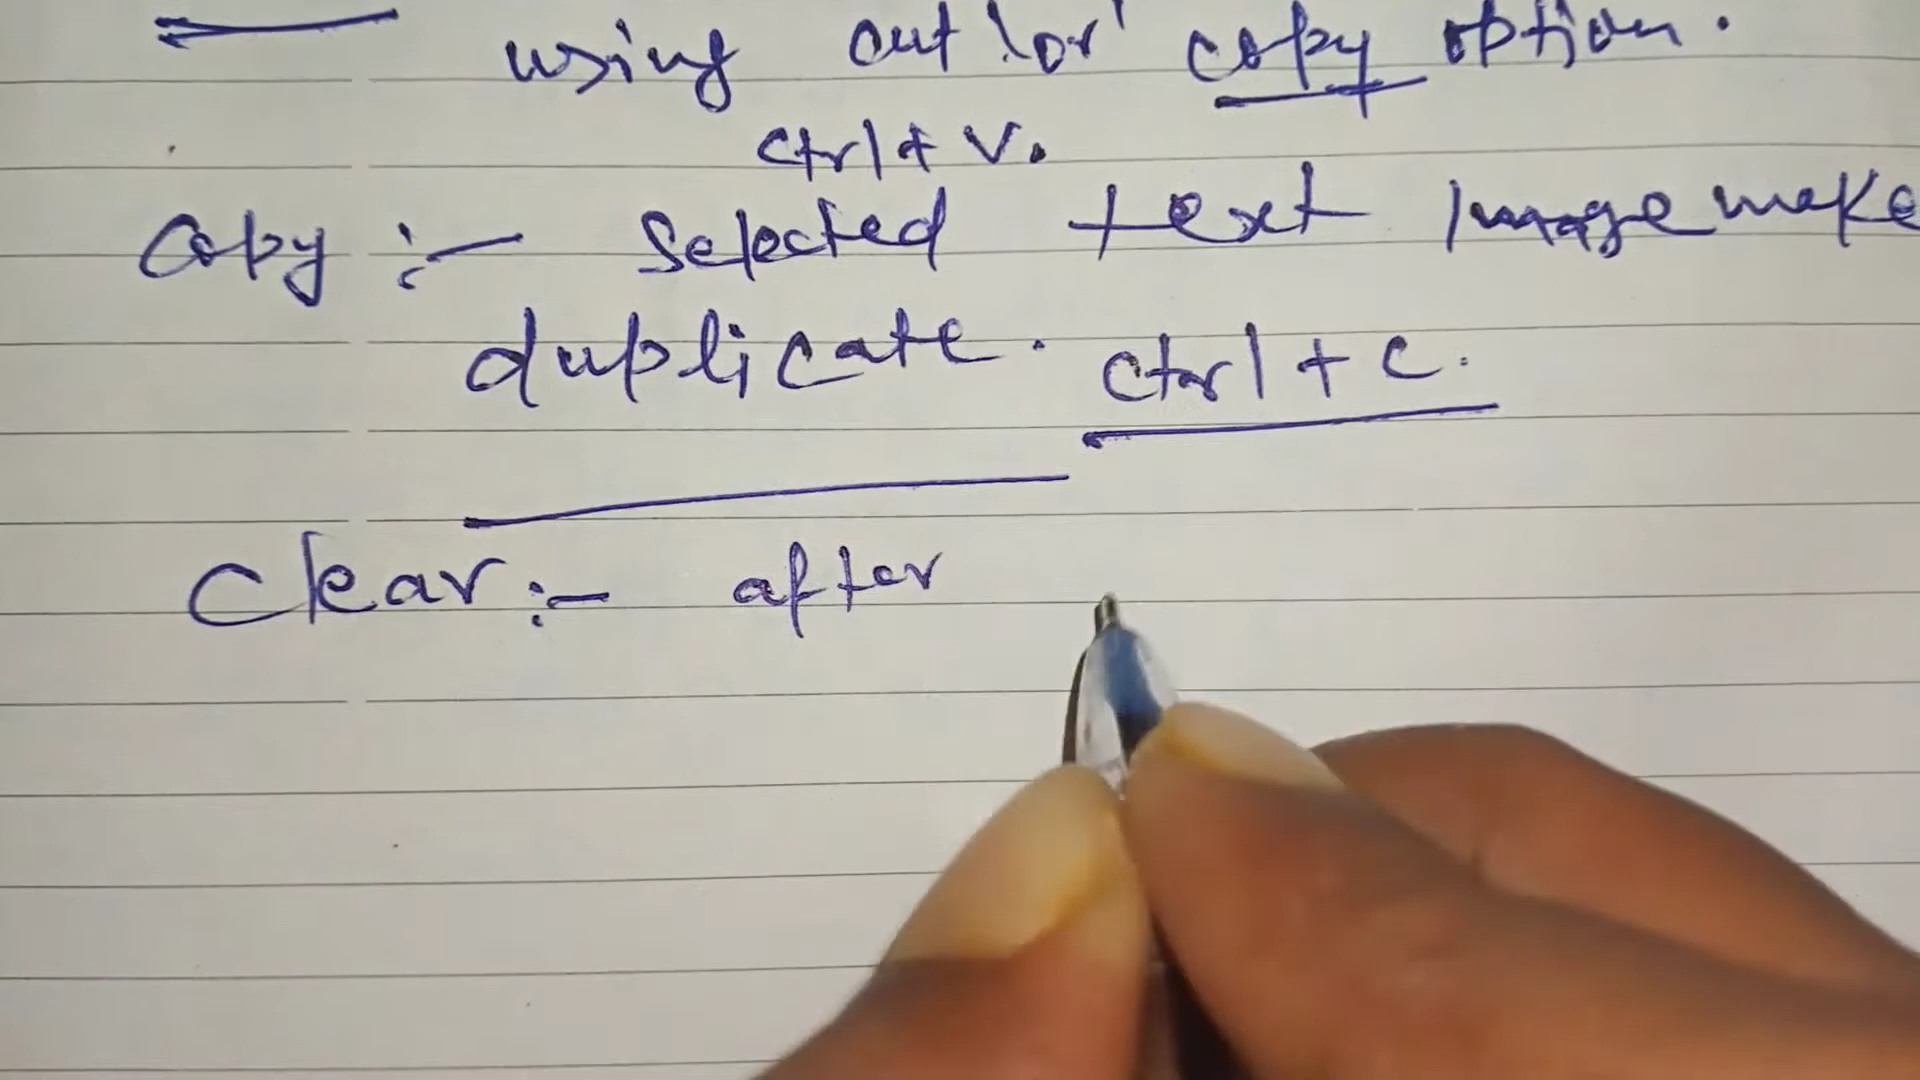 using cut 'or' copy option.
ctrl + V.
Copy :- Selected text Image make
duplicate. ctrl + c.
Clear :- after